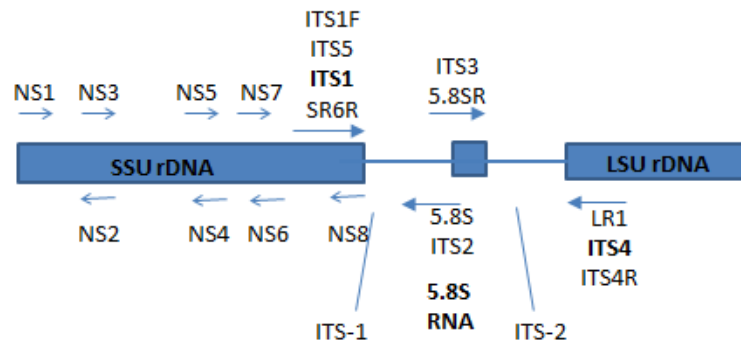 ITS1F
ITS5
ITS1
SR6R
ITS3
5.8SR
NS1
NS3
NS5
NS7
SSU rDNA
LSU rDNA
NS2
NS4
NS6
NS8
5.8S
ITS2
LR1
ITS4
ITS4R
5.8S
RNA
ITS-1
ITS-2